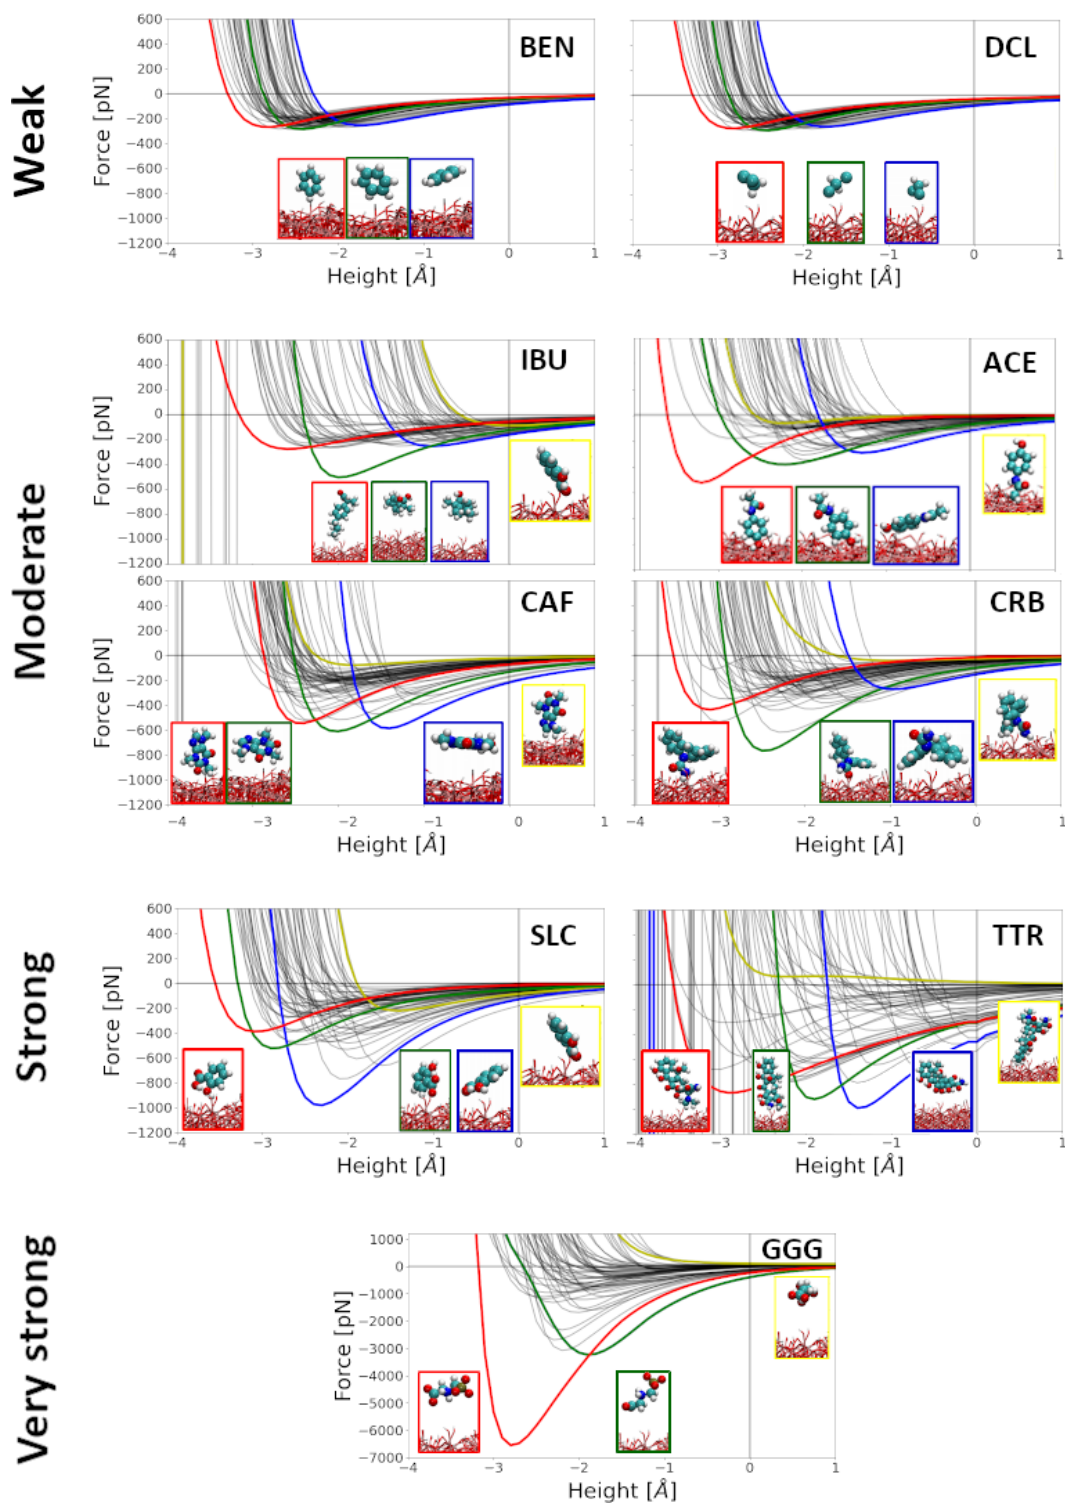 Weak
BEN
600
400
200
0
−200
−400
−600
−800
−1000
−1200
Force [pN]
−4 −3 −2 −1 0 1
Height [Å]
DCL
−4 −3 −2 −1 0 1
Height [Å]
Moderate
IBU
600
400
200
0
−200
−400
−600
−800
−1000
−1200
Force [pN]
ACE
CAF
600
400
200
0
−200
−400
−600
−800
−1000
−1200
Force [pN]
−4 −3 −2 −1 0 1
Height [Å]
CRB
−4 −3 −2 −1 0 1
Height [Å]
Strong
SLC
600
400
200
0
−200
−400
−600
−800
−1000
−1200
Force [pN]
−4 −3 −2 −1 0 1
Height [Å]
TTR
−4 −3 −2 −1 0 1
Height [Å]
Very strong
GGG
1000
0
−1000
−2000
−3000
−4000
−5000
−6000
−7000
Force [pN]
−4 −3 −2 −1 0 1
Height [Å]